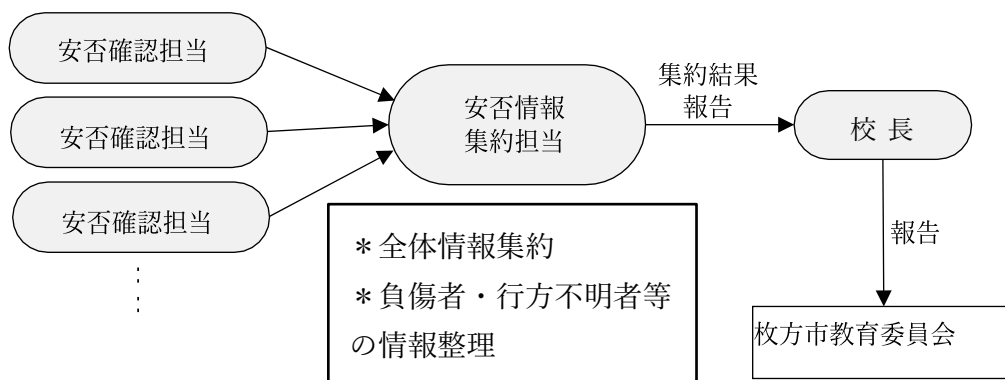 安否確認担当
安否確認担当
安否確認担当
安否情報
集約担当
集約結果
報告
校 長
報告
枚方市教育委員会
＊全体情報集約
＊負傷者・行方不明者等
の情報整理